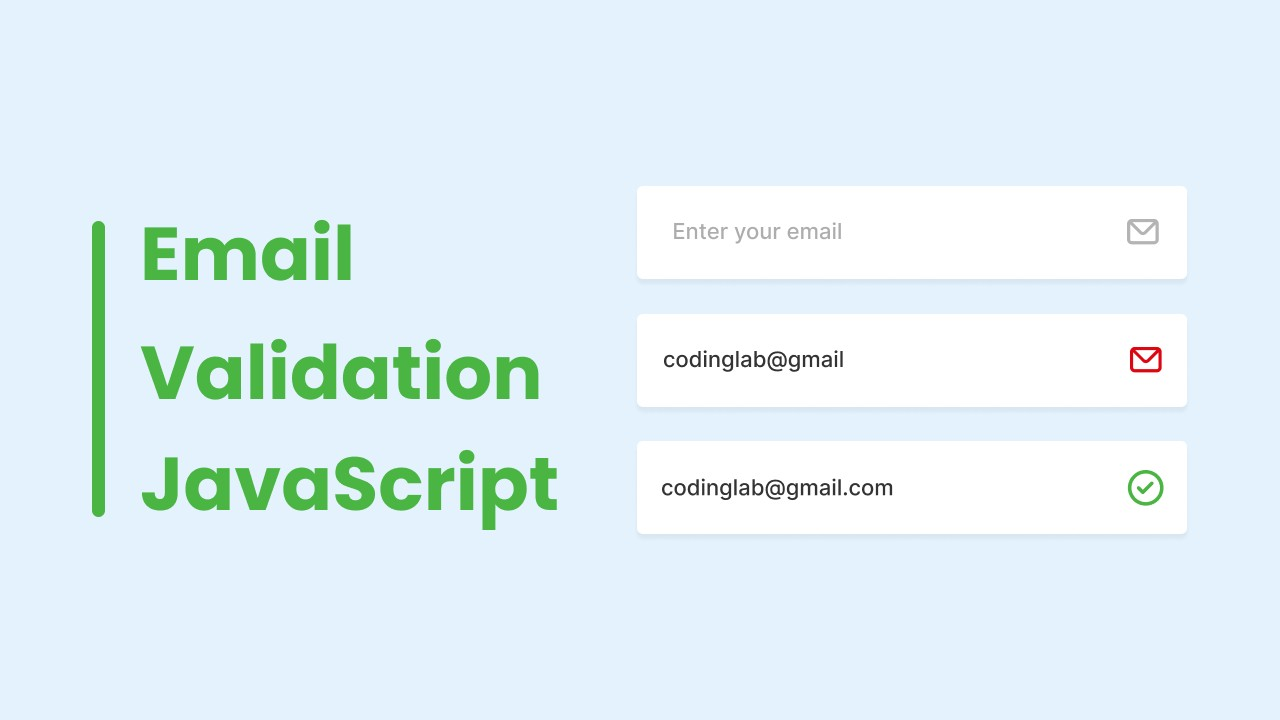 Email
Validation
JavaScript
Enter your email
codinglab@gmail
codinglab@gmail.com